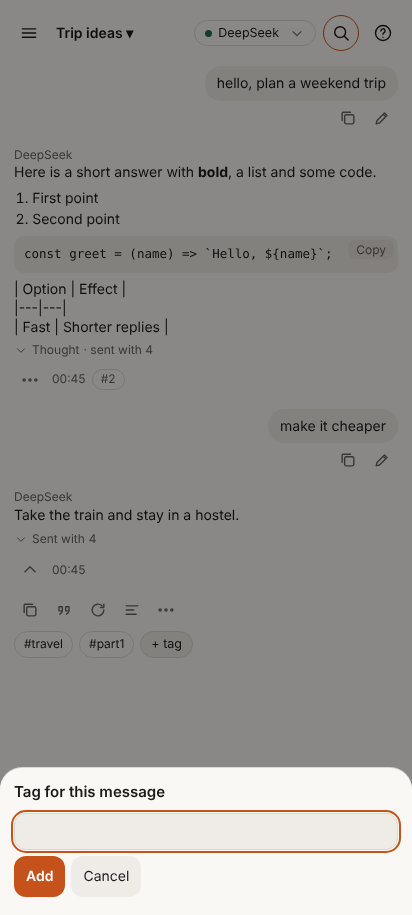 Trip ideas ▾
DeepSeek
hello, plan a weekend trip
DeepSeek
Here is a short answer with bold, a list and some code.
1. First point
2. Second point
const greet = (name) => `Hello, ${name}`;
Copy
| Option | Effect |
|---|---|
| Fast | Shorter replies |
Thought · sent with 4
00:45 #2
make it cheaper
DeepSeek
Take the train and stay in a hostel.
Sent with 4
00:45
#travel #part1 + tag
Tag for this message
Add Cancel